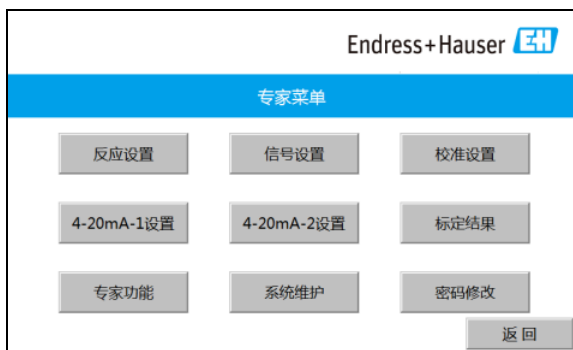 Endress+Hauser EH
专家菜单
反应设置 信号设置 校准设置
4-20mA-1设置 4-20mA-2设置 标定结果
专家功能 系统维护 密码修改
返回